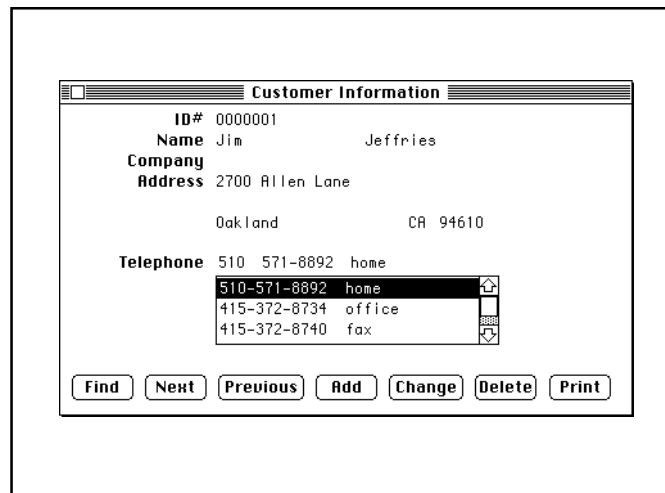 Customer Information
ID# 0000001
Name Jim Jeffries
Company
Address 2700 Allen Lane
Oakland CA 94610
Telephone 510 571-8892 home
510-571-8892 home
415-372-8734 office
415-372-8740 fax
Find Next Previous Add Change Delete Print